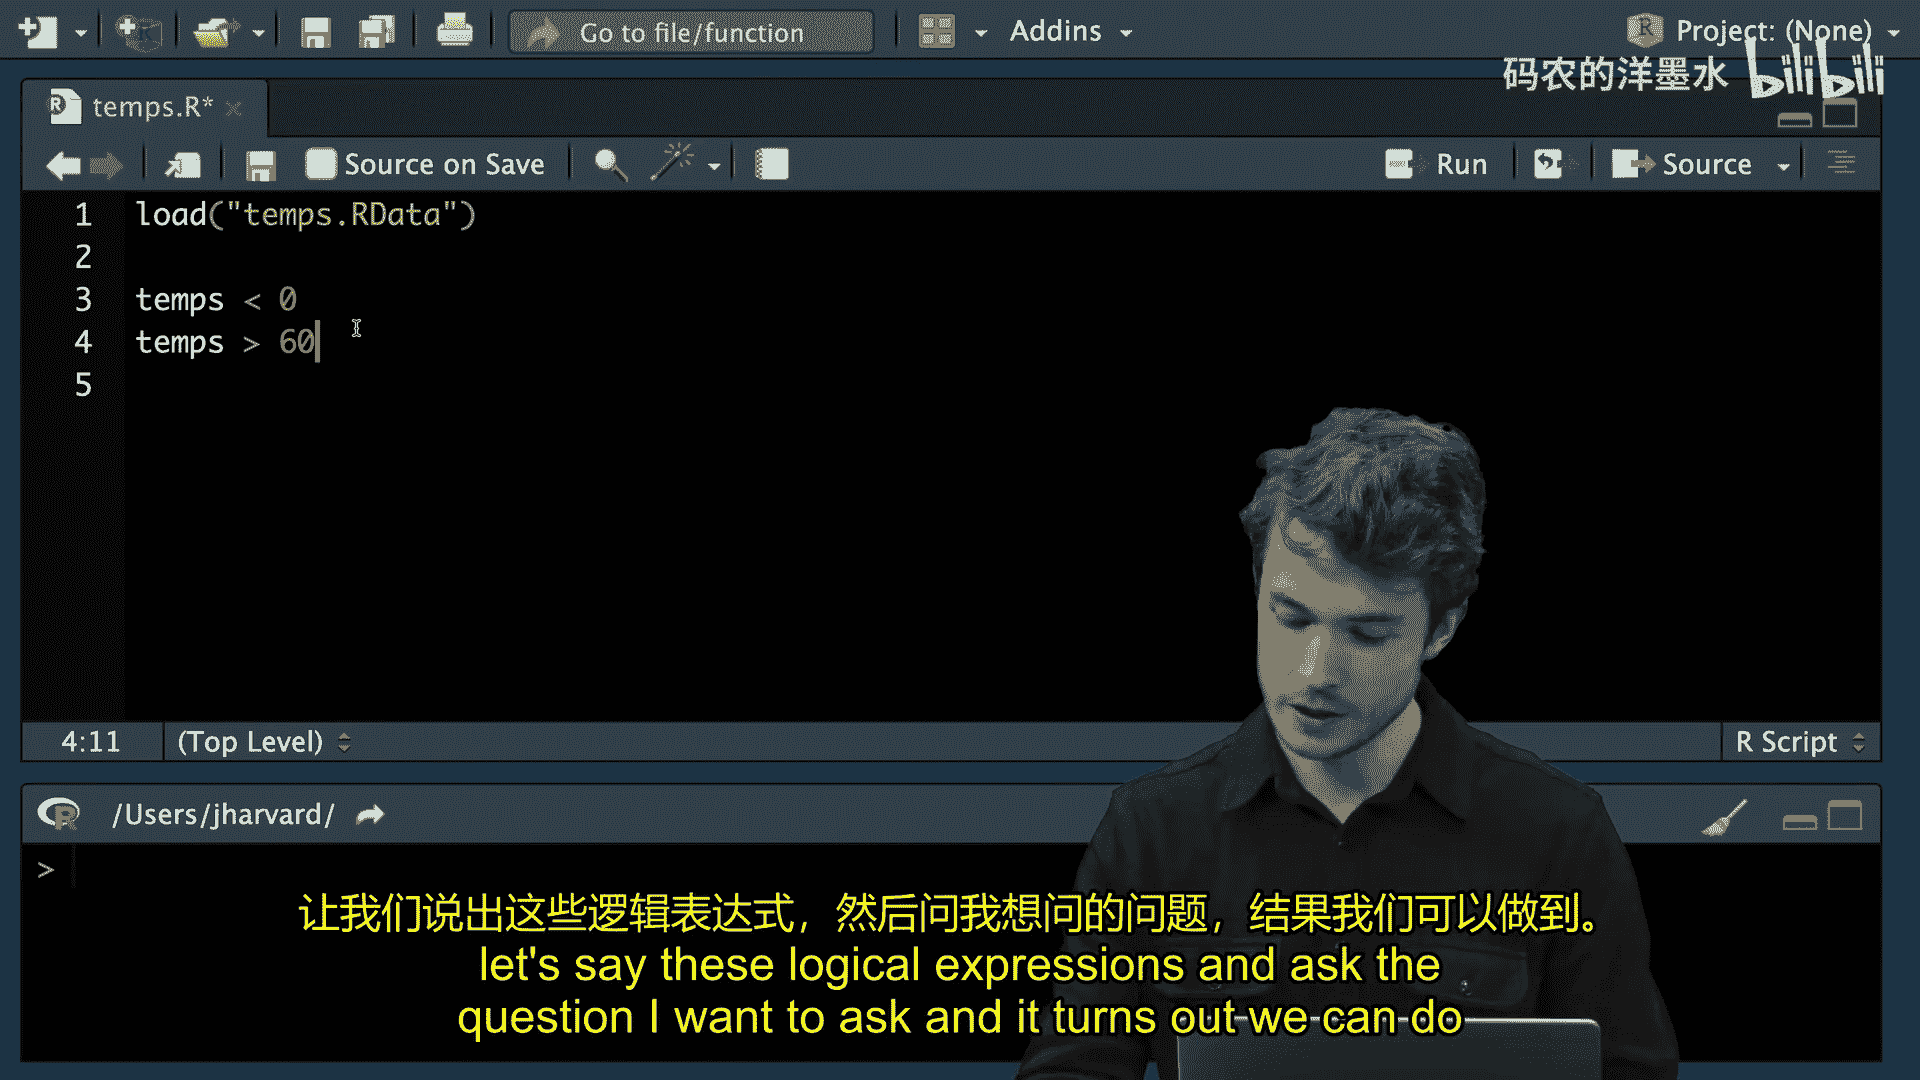 Go to file/function
Addins
Project: (None)
码农的洋墨水 bilibili
temps.R*
Source on Save
Run
Source
1 load("temps.RData")
2
3 temps < 0
4 temps > 60
5
4:11 (Top Level)
R Script
R /Users/jharvard/
>
让我们说出这些逻辑表达式，然后问我想问的问题，结果我们可以做到。
let's say these logical expressions and ask the
question I want to ask and it turns out we can do